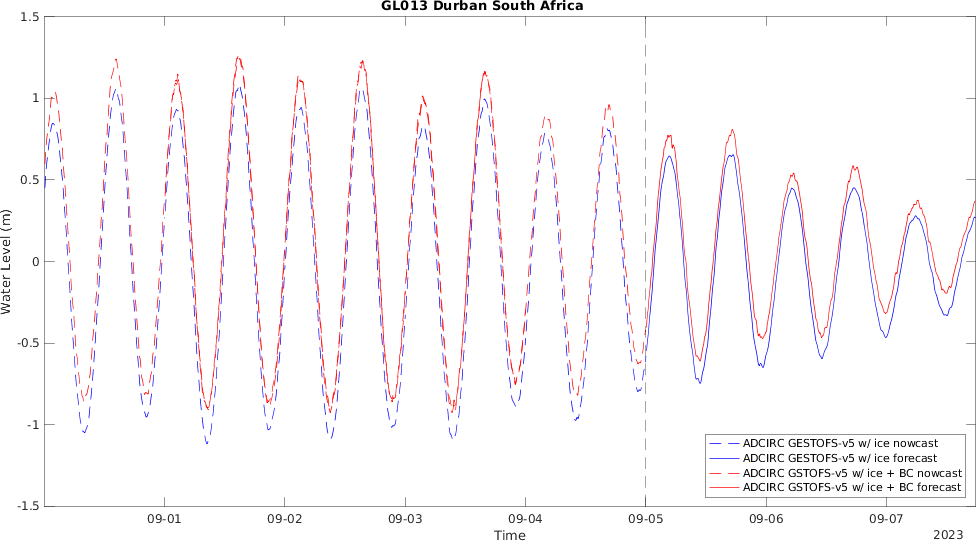 GL013 Durban South Africa
1.5
1
0.5
0
-0.5
-1
-1.5
Water Level (m)
ADCIRC GESTOFS-v5 w/ ice nowcast
ADCIRC GESTOFS-v5 w/ ice forecast
ADCIRC GSTOFS-v5 w/ ice + BC nowcast
ADCIRC GSTOFS-v5 w/ ice + BC forecast
09-01
09-02
09-03
09-04
09-05
09-06
09-07
Time
2023